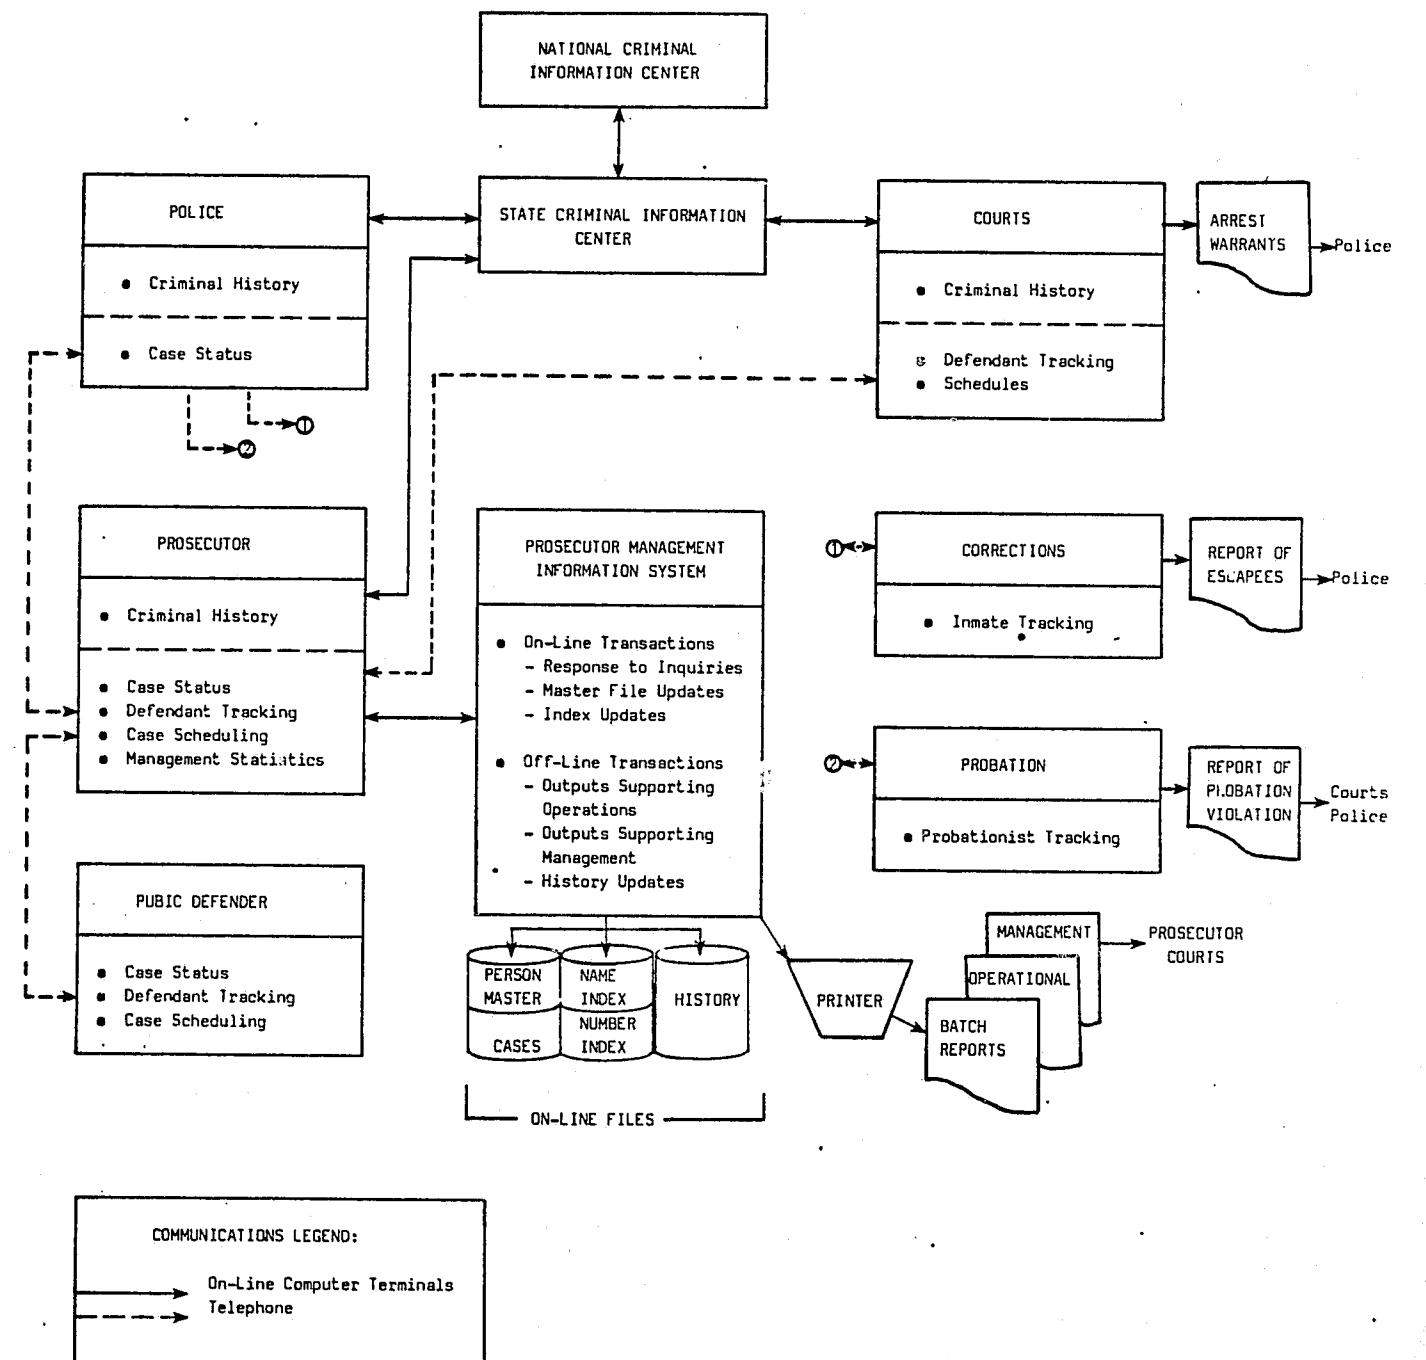 NATIONAL CRIMINAL
INFORMATION CENTER
POLICE
● Criminal History
● Case Status
STATE CRIMINAL INFORMATION
CENTER
COURTS
● Criminal History
● Defendant Tracking
● Schedules
ARREST
WARRANTS
Police
1
2
PROSECUTOR
● Criminal History
● Case Status
● Defendant Tracking
● Case Scheduling
● Management Statistics
PROSECUTOR MANAGEMENT
INFORMATION SYSTEM
● On-Line Transactions
- Response to Inquiries
- Master File Updates
- Index Updates
● Off-Line Transactions
- Outputs Supporting
Operations
- Outputs Supporting
Management
- History Updates
1
CORRECTIONS
● Inmate Tracking
REPORT OF
ESCAPEES
Police
2
PROBATION
● Probationist Tracking
REPORT OF
PROBATION
VIOLATION
Courts
Police
PUBIC DEFENDER
● Case Status
● Defendant Tracking
● Case Scheduling
PERSON
MASTER
CASES
NAME
INDEX
NUMBER
INDEX
HISTORY
ON-LINE FILES
PRINTER
MANAGEMENT
OPERATIONAL
BATCH
REPORTS
PROSECUTOR
COURTS
COMMUNICATIONS LEGEND:
On-Line Computer Terminals
Telephone